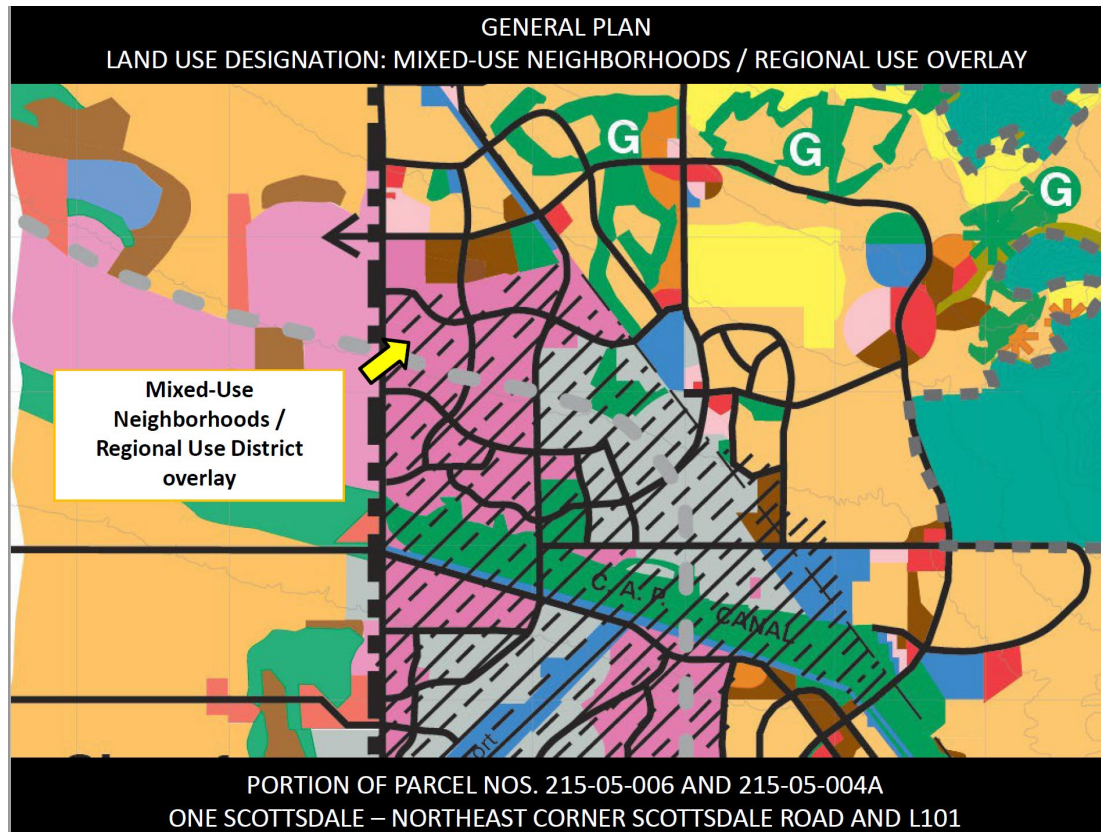 GENERAL PLAN
LAND USE DESIGNATION: MIXED-USE NEIGHBORHOODS / REGIONAL USE OVERLAY
G
G
G
Mixed-Use
Neighborhoods /
Regional Use District
overlay
C. A. P. CANAL
PORTION OF PARCEL NOS. 215-05-006 AND 215-05-004A
ONE SCOTTSDALE – NORTHEAST CORNER SCOTTSDALE ROAD AND L101